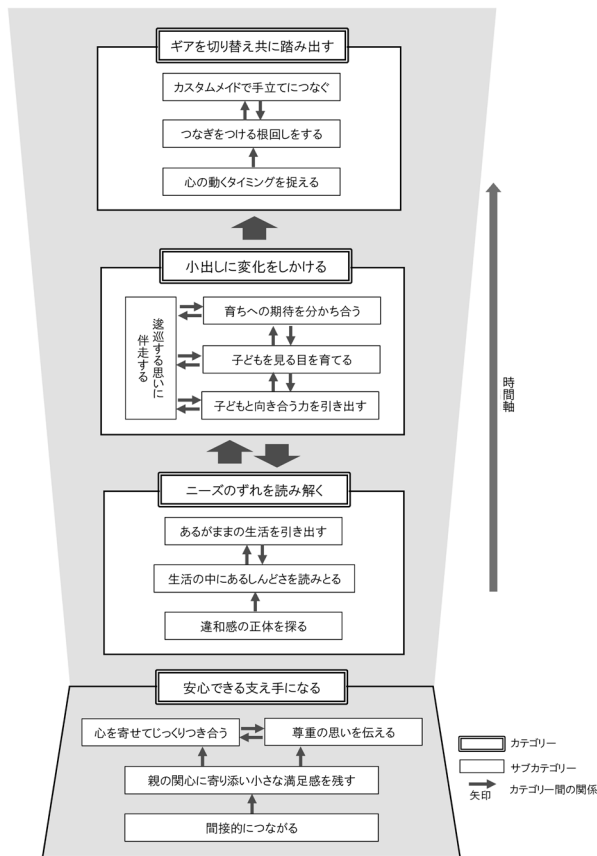 ギアを切り替え共に踏み出す
カスタムメイドで手立てにつなぐ
つなぎをつける根回しをする
心の動くタイミングを捉える
小出しに変化をしかける
逡巡する思いに
伴走する
育ちへの期待を分かち合う
子どもを見る目を育てる
子どもと向き合う力を引き出す
時間軸
ニーズのずれを読み解く
あるがままの生活を引き出す
生活の中にあるしんどさを読みとる
違和感の正体を探る
安心できる支え手になる
心を寄せてじっくりつき合う
尊重の思いを伝える
親の関心に寄り添い小さな満足感を残す
間接的につながる
カテゴリー
サブカテゴリー
矢印
カテゴリー間の関係